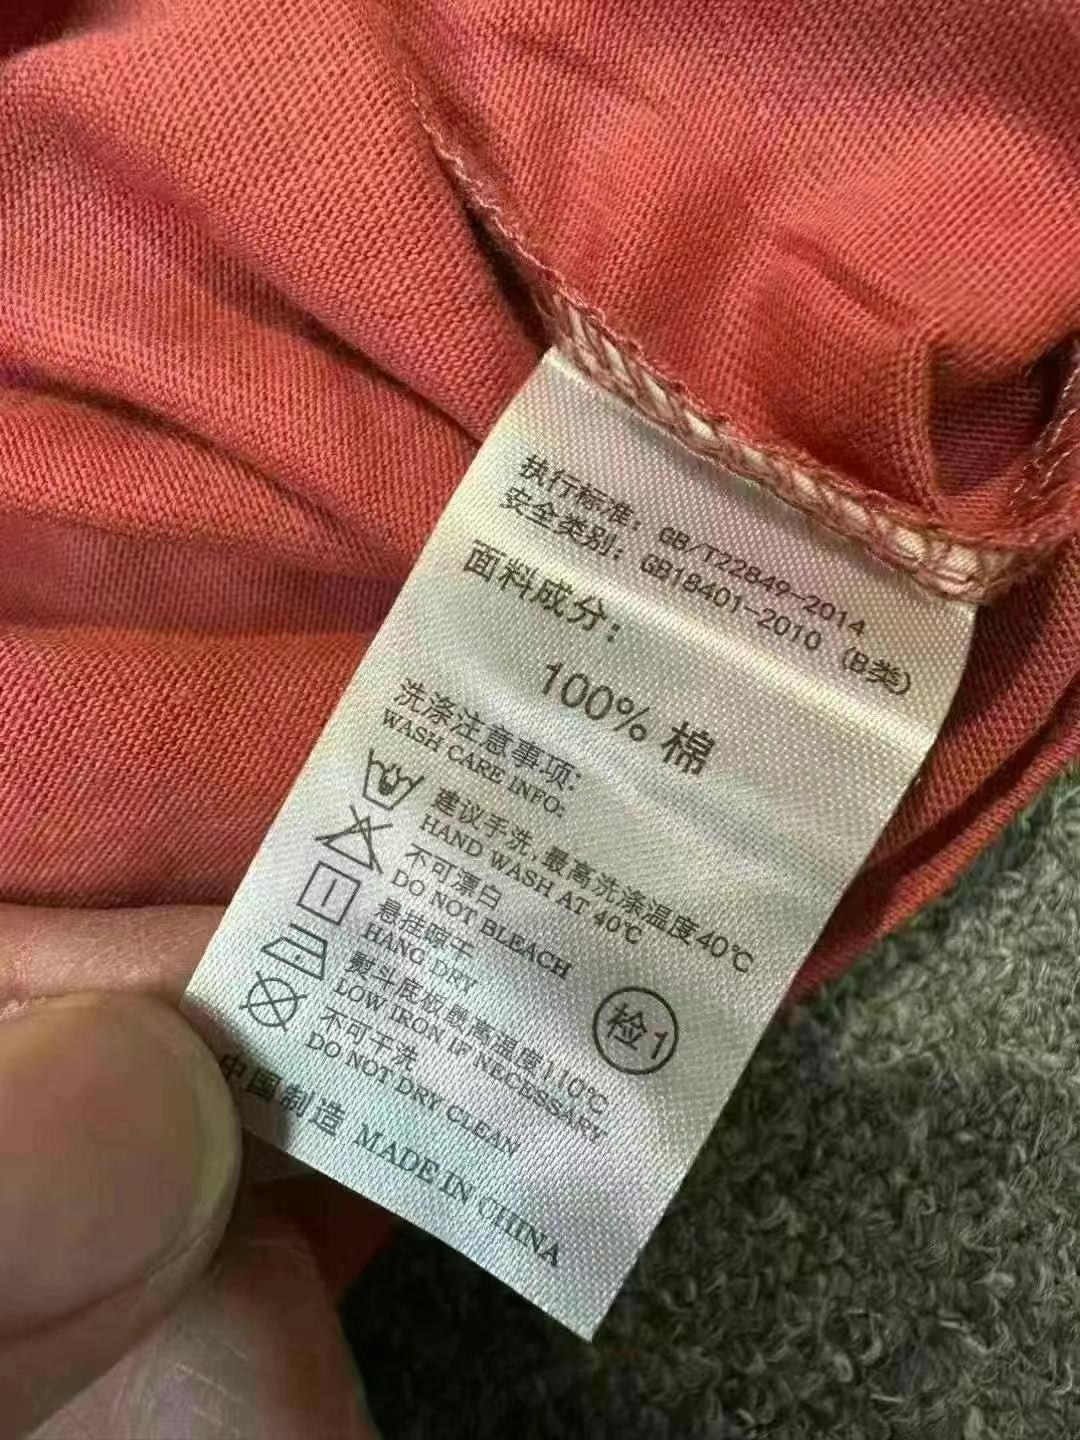 执行标准：GB/T22849-2014
安全类别：GB18401-2010 (B类)
面料成分：
100% 棉
洗涤注意事项:
WASH CARE INFO:
建议手洗,最高洗涤温度40℃
HAND WASH AT 40℃
不可漂白
DO NOT BLEACH
悬挂晾干
HANG DRY
熨斗底板最高温度110℃
LOW IRON IF NECESSARY
不可干洗
DO NOT DRY CLEAN
检1
中国制造 MADE IN CHINA